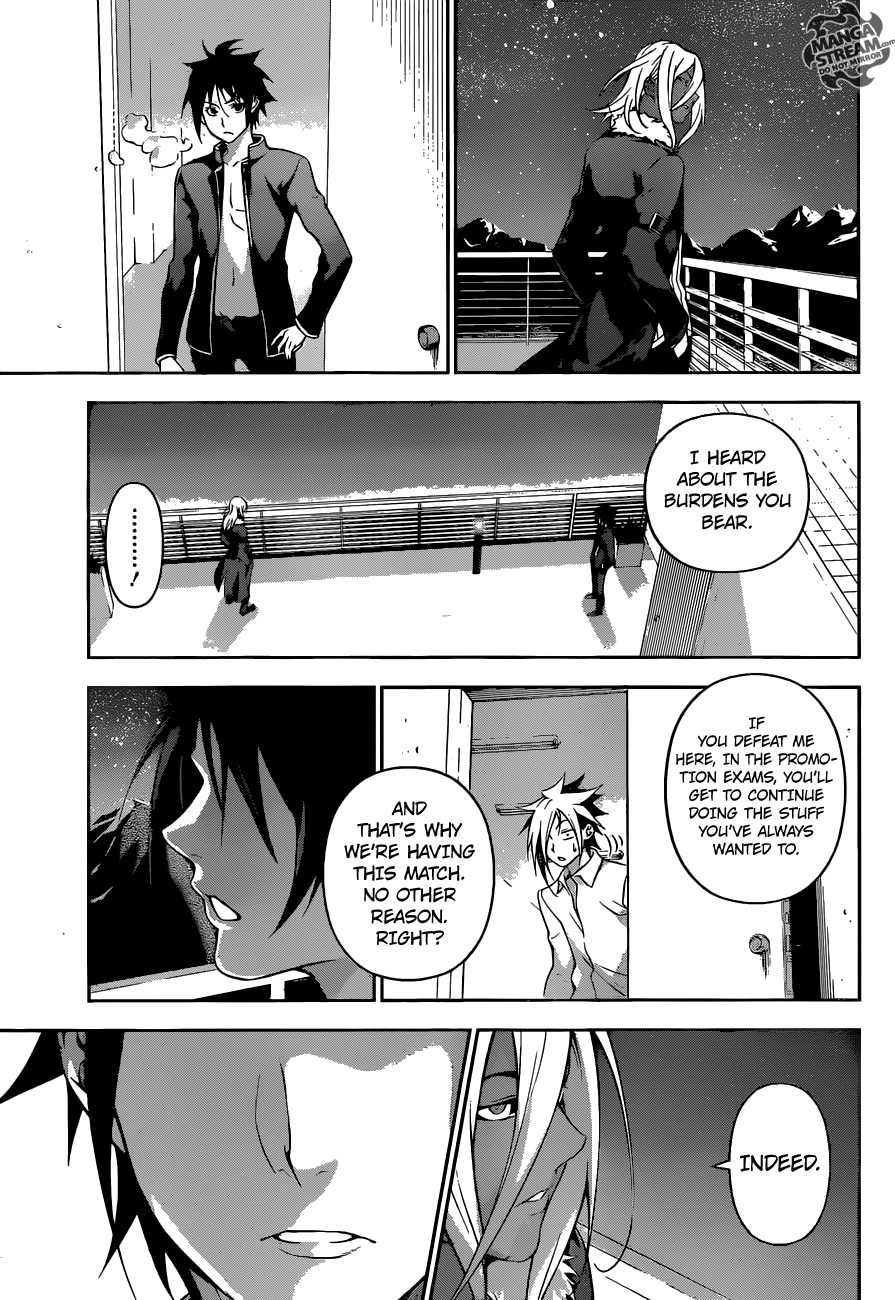 MANGA
STREAM.com
DO NOT MIRROR
I HEARD
ABOUT THE
BURDENS YOU
BEAR.
........!
IF
YOU DEFEAT ME
HERE, IN THE PROMO-
TION EXAMS, YOU'LL
GET TO CONTINUE
DOING THE STUFF
YOU'VE ALWAYS
WANTED TO.
AND
THAT'S WHY
WE'RE HAVING
THIS MATCH.
NO OTHER
REASON.
RIGHT?
INDEED.